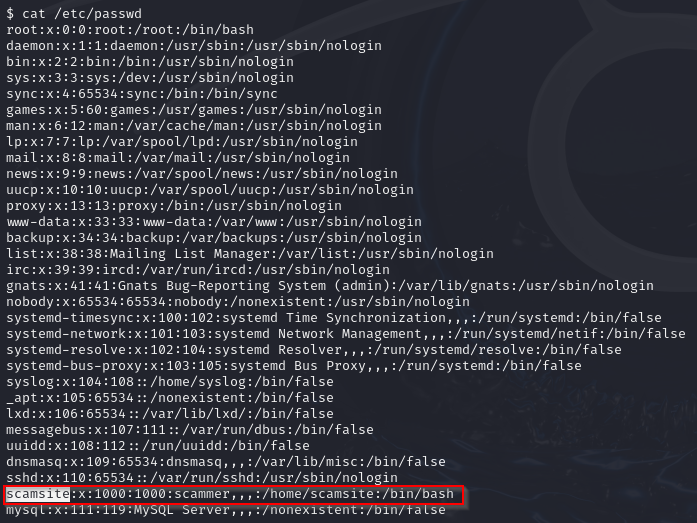 $ cat /etc/passwd
root:x:0:0:root:/root:/bin/bash
daemon:x:1:1:daemon:/usr/sbin:/usr/sbin/nologin
bin:x:2:2:bin:/bin:/usr/sbin/nologin
sys:x:3:3:sys:/dev:/usr/sbin/nologin
sync:x:4:65534:sync:/bin:/bin/sync
games:x:5:60:games:/usr/games:/usr/sbin/nologin
man:x:6:12:man:/var/cache/man:/usr/sbin/nologin
lp:x:7:7:lp:/var/spool/lpd:/usr/sbin/nologin
mail:x:8:8:mail:/var/mail:/usr/sbin/nologin
news:x:9:9:news:/var/spool/news:/usr/sbin/nologin
uucp:x:10:10:uucp:/var/spool/uucp:/usr/sbin/nologin
proxy:x:13:13:proxy:/bin:/usr/sbin/nologin
www-data:x:33:33:www-data:/var/www:/usr/sbin/nologin
backup:x:34:34:backup:/var/backups:/usr/sbin/nologin
list:x:38:38:Mailing List Manager:/var/list:/usr/sbin/nologin
irc:x:39:39:ircd:/var/run/ircd:/usr/sbin/nologin
gnats:x:41:41:Gnats Bug-Reporting System (admin):/var/lib/gnats:/usr/sbin/nologin
nobody:x:65534:65534:nobody:/nonexistent:/usr/sbin/nologin
systemd-timesync:x:100:102:systemd Time Synchronization,,,:/run/systemd:/bin/false
systemd-network:x:101:103:systemd Network Management,,,:/run/systemd/netif:/bin/false
systemd-resolve:x:102:104:systemd Resolver,,,:/run/systemd/resolve:/bin/false
systemd-bus-proxy:x:103:105:systemd Bus Proxy,,,:/run/systemd:/bin/false
syslog:x:104:108::/home/syslog:/bin/false
_apt:x:105:65534::/nonexistent:/bin/false
lxd:x:106:65534::/var/lib/lxd/:/bin/false
messagebus:x:107:111::/var/run/dbus:/bin/false
uuidd:x:108:112::/run/uuidd:/bin/false
dnsmasq:x:109:65534:dnsmasq,,,:/var/lib/misc:/bin/false
sshd:x:110:65534::/var/run/sshd:/usr/sbin/nologin
scamsite:x:1000:1000:scammer,,,:/home/scamsite:/bin/bash
mysql:x:111:119:MySQL Server,,,:/nonexistent:/bin/false